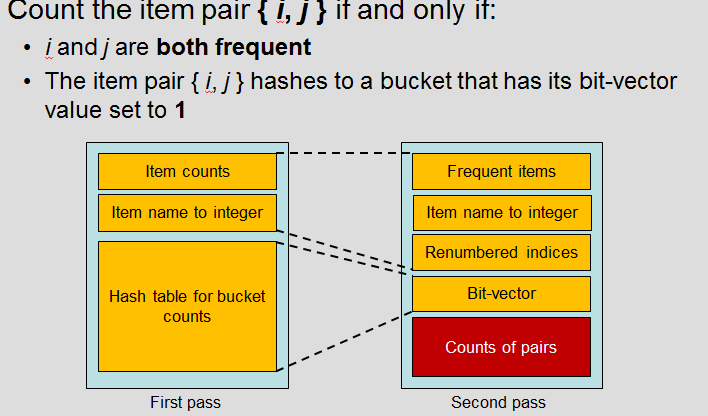 Count the item pair { i, j } if and only if:
• i and j are both frequent
• The item pair { i, j } hashes to a bucket that has its bit-vector
value set to 1
Item counts
Item name to integer
Hash table for bucket
counts
First pass
Frequent items
Item name to integer
Renumbered indices
Bit-vector
Counts of pairs
Second pass